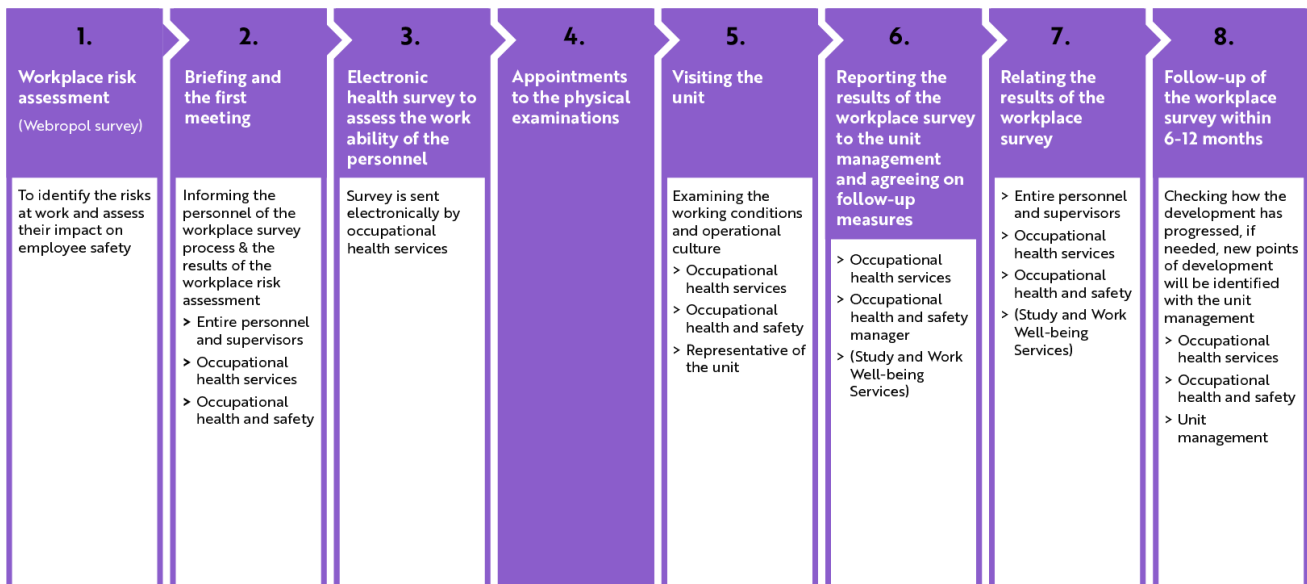 1.
Workplace risk
assessment
(Webropol survey)
To identify the risks
at work and assess
their impact on
employee safety
2.
Briefing and
the first
meeting
Informing the
personnel of the
workplace survey
process & the
results of the
workplace risk
assessment
> Entire personnel
and supervisors
> Occupational
health services
> Occupational
health and safety
3.
Electronic
health survey to
assess the work
ability of the
personnel
Survey is sent
electronically by
occupational
health services
4.
Appointments
to the physical
examinations
5.
Visiting the
unit
Examining the
working conditions
and operational
culture
> Occupational
health services
> Occupational
health and safety
> Representative of
the unit
6.
Reporting the
results of the
workplace survey
to the unit
management
and agreeing on
follow-up
measures
> Occupational
health services
> Occupational
health and safety
manager
> (Study and Work
Well-being
Services)
7.
Relating the
results of the
workplace
survey
> Entire personnel
and supervisors
> Occupational
health services
> Occupational
health and safety
> (Study and Work
Well-being
Services)
8.
Follow-up of
the workplace
survey within
6-12 months
Checking how the
development has
progressed, if
needed, new points
of development
will be identified
with the unit
management
> Occupational
health services
> Occupational
health and safety
> Unit
management